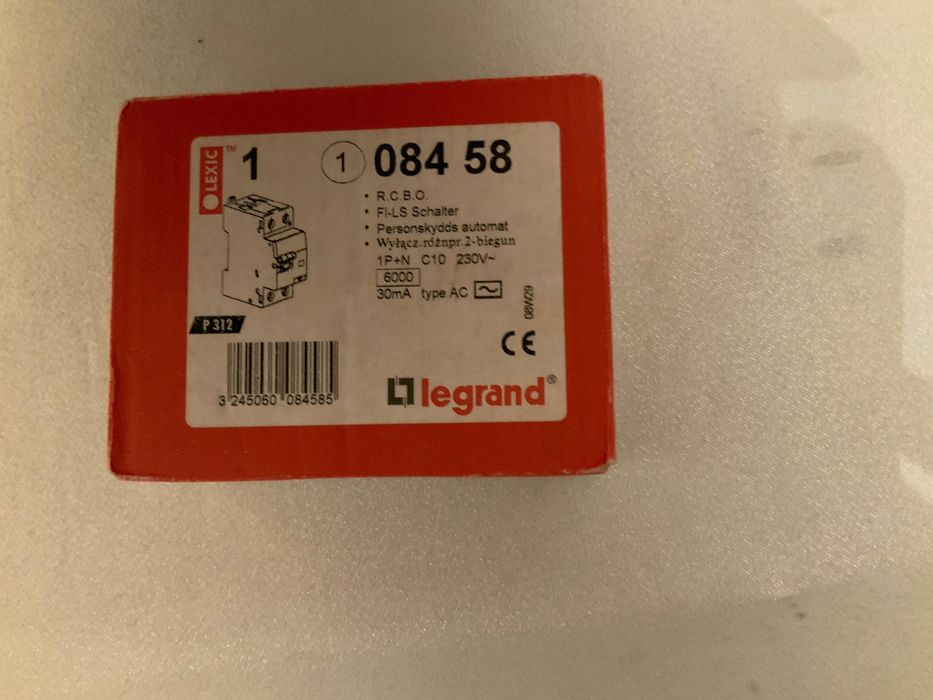 LEXIC ™ 1 1 084 58
• R.C.B.O.
• FI-LS Schalter
• Personskydds automat
• Wyłącz.różnpr.2-biegun
1P+N C10 230V~
6000
30mA type AC
08W29
P 312
CE
3 245060 084585
legrand®